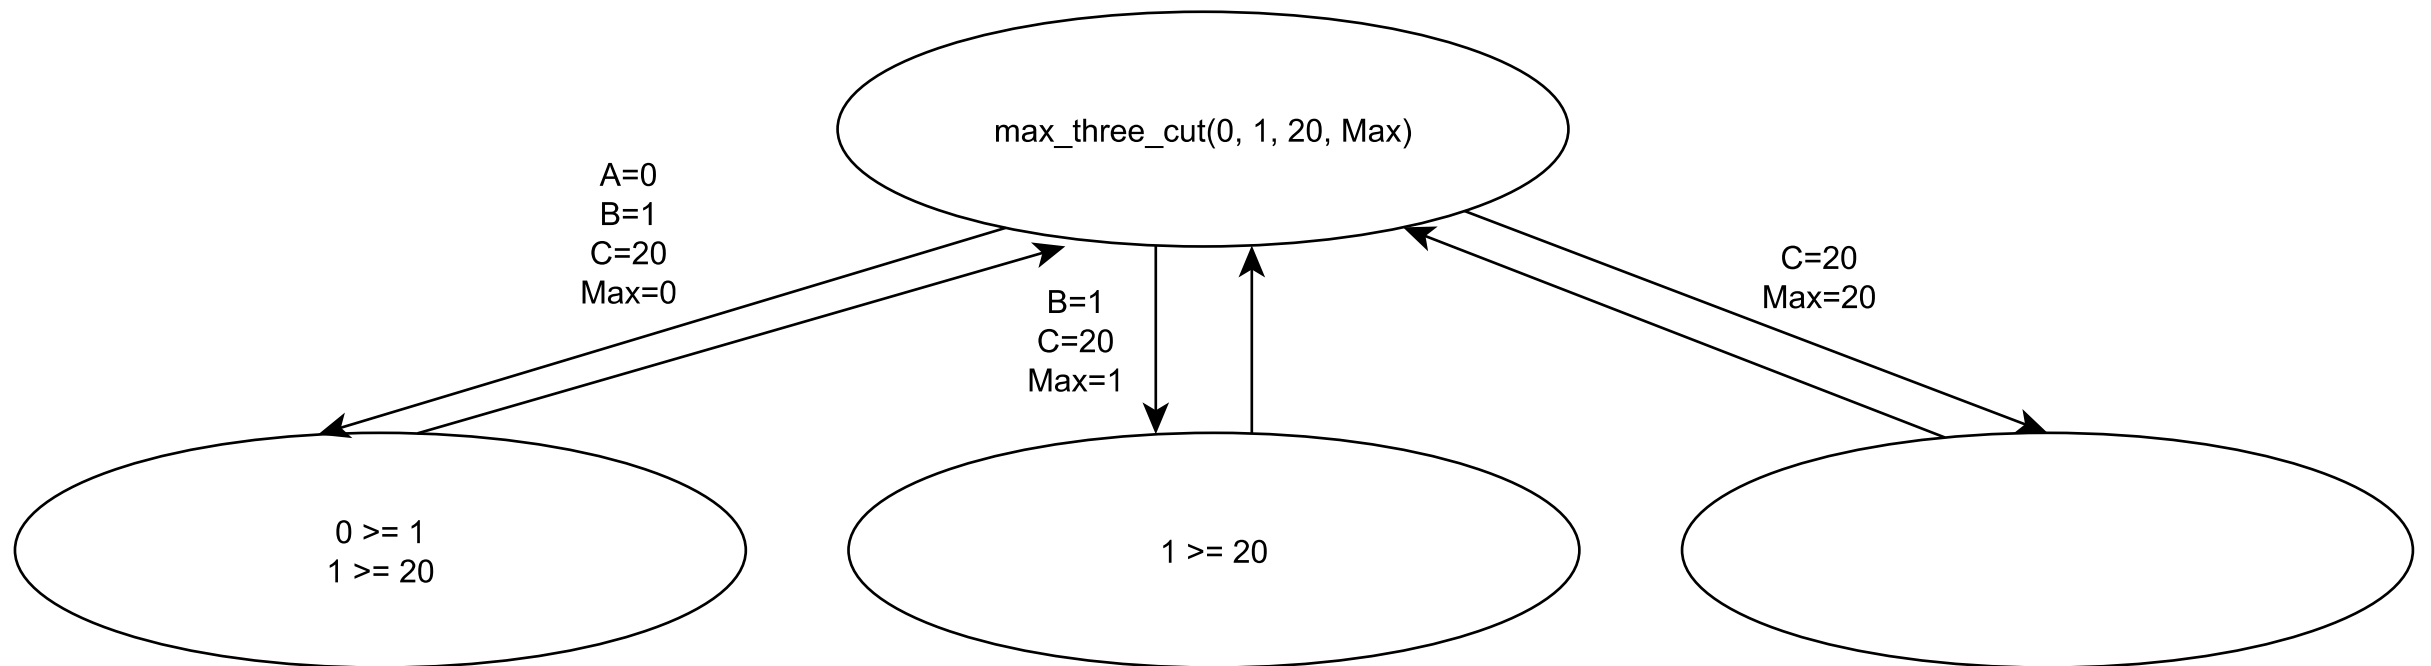 max_three_cut(0, 1, 20, Max)
A=0
B=1
C=20
Max=0
B=1
C=20
Max=1
C=20
Max=20
0 >= 1
1 >= 20
1 >= 20